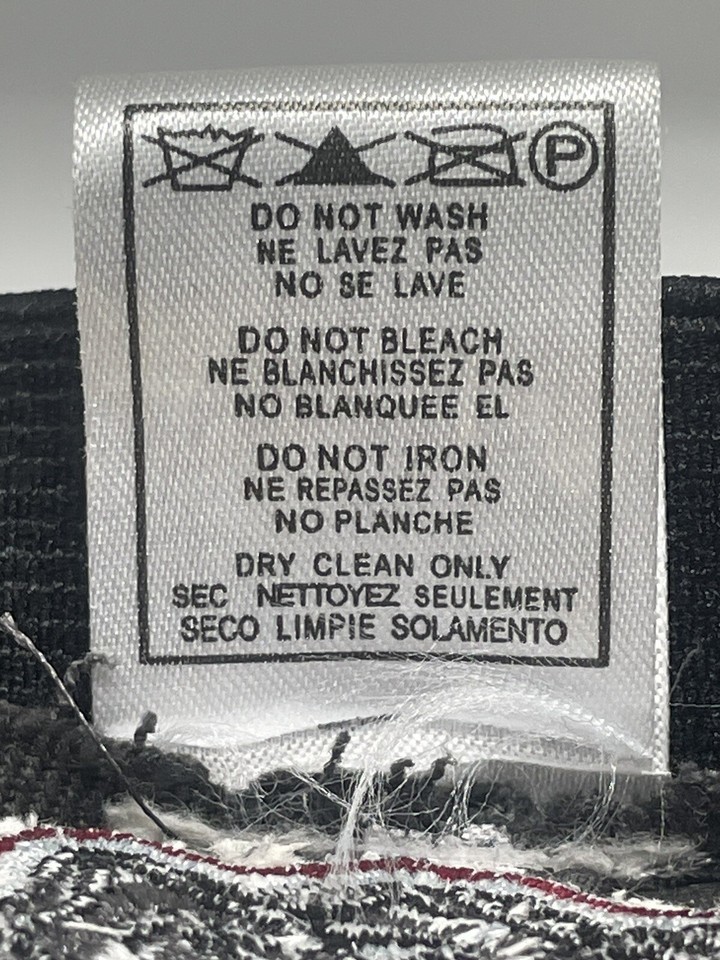 P
DO NOT WASH
NE LAVEZ PAS
NO SE LAVE
DO NOT BLEACH
NE BLANCHISSEZ PAS
NO BLANQUEE EL
DO NOT IRON
NE REPASSEZ PAS
NO PLANCHE
DRY CLEAN ONLY
SEC NETTOYEZ SEULEMENT
SECO LIMPIE SOLAMENTO